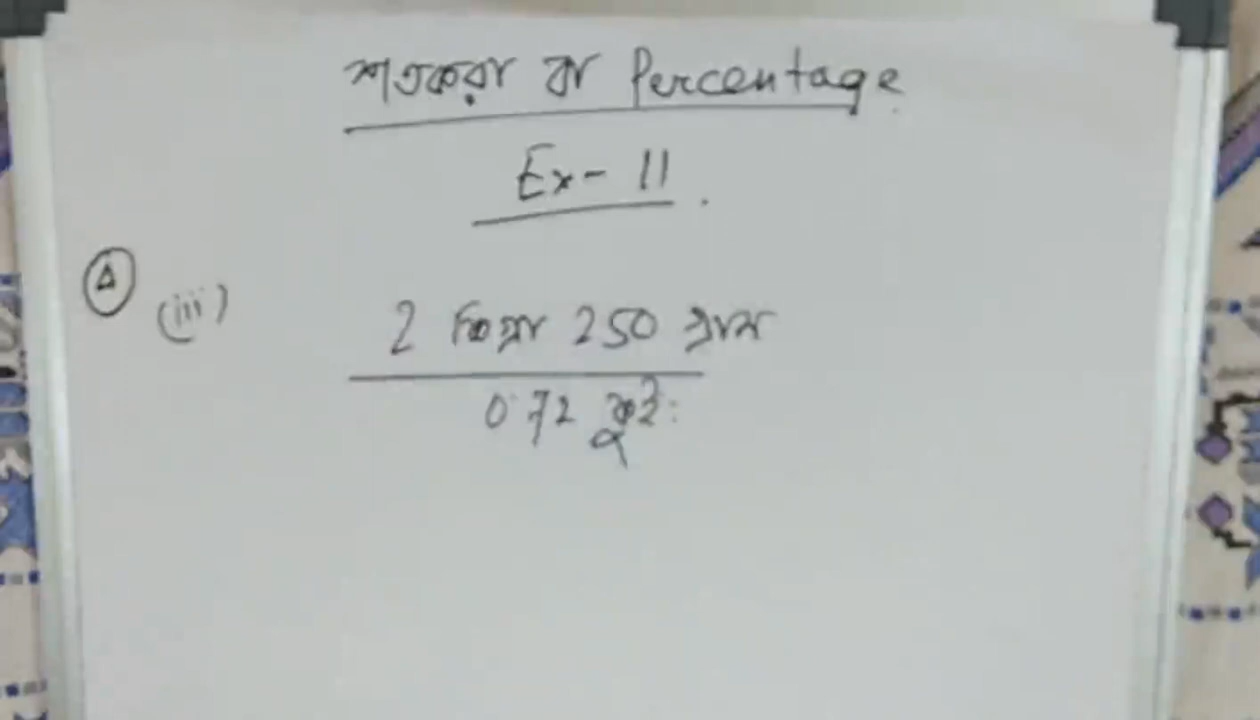 শতকরা বা Percentage.
Ex- 11.
④ (iii)
2 কিগ্রা 250 গ্রাম
0.72 কুই: